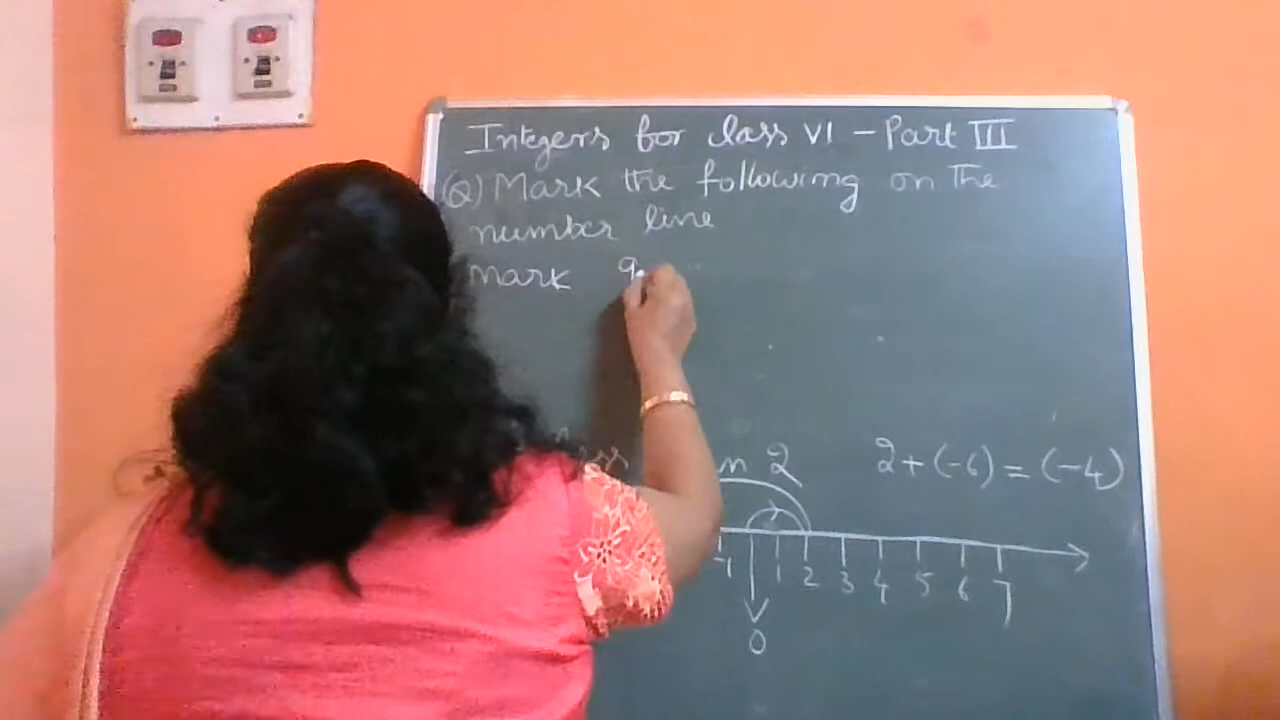 Integers for class VI - Part III
(Q) Mark the following on the
number line
Mark 9
2 2+(-6) = (-4)
1 2 3 4 5 6 7
0